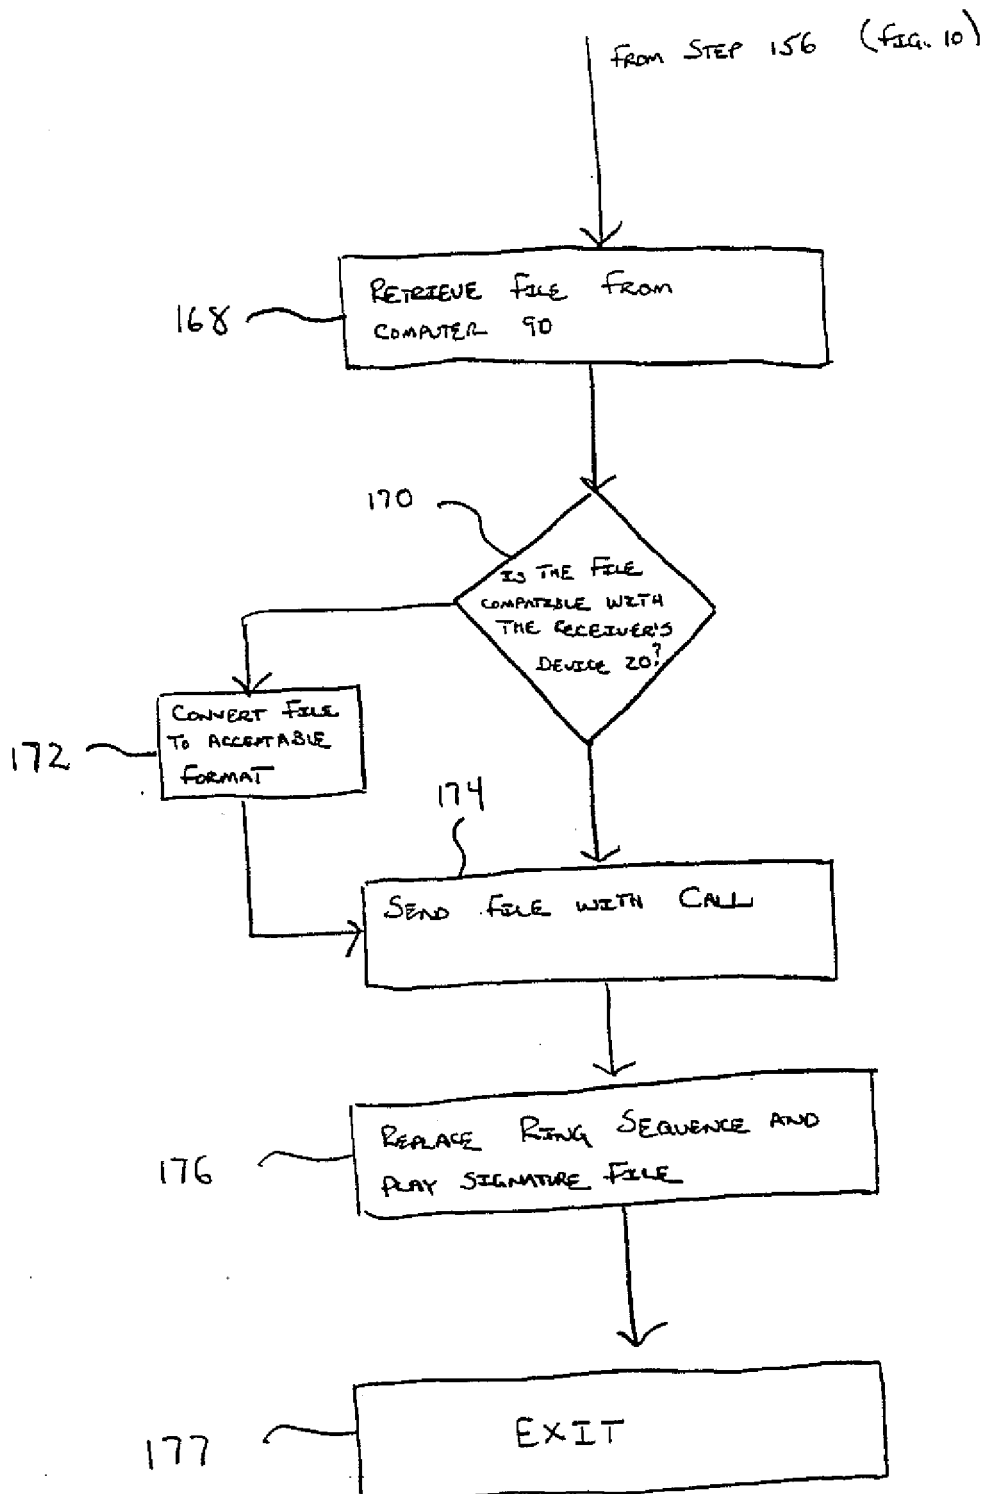 FROM STEP 156 (FIG. 10)
RETRIEVE FILE FROM
COMPUTER 90
168
170
IS THE FILE
COMPATIBLE WITH
THE RECEIVER'S
DEVICE 20?
CONVERT FILE
TO ACCEPTABLE
FORMAT
172
174
SEND FILE WITH CALL
REPLACE RING SEQUENCE AND
PLAY SIGNATURE FILE
176
EXIT
177